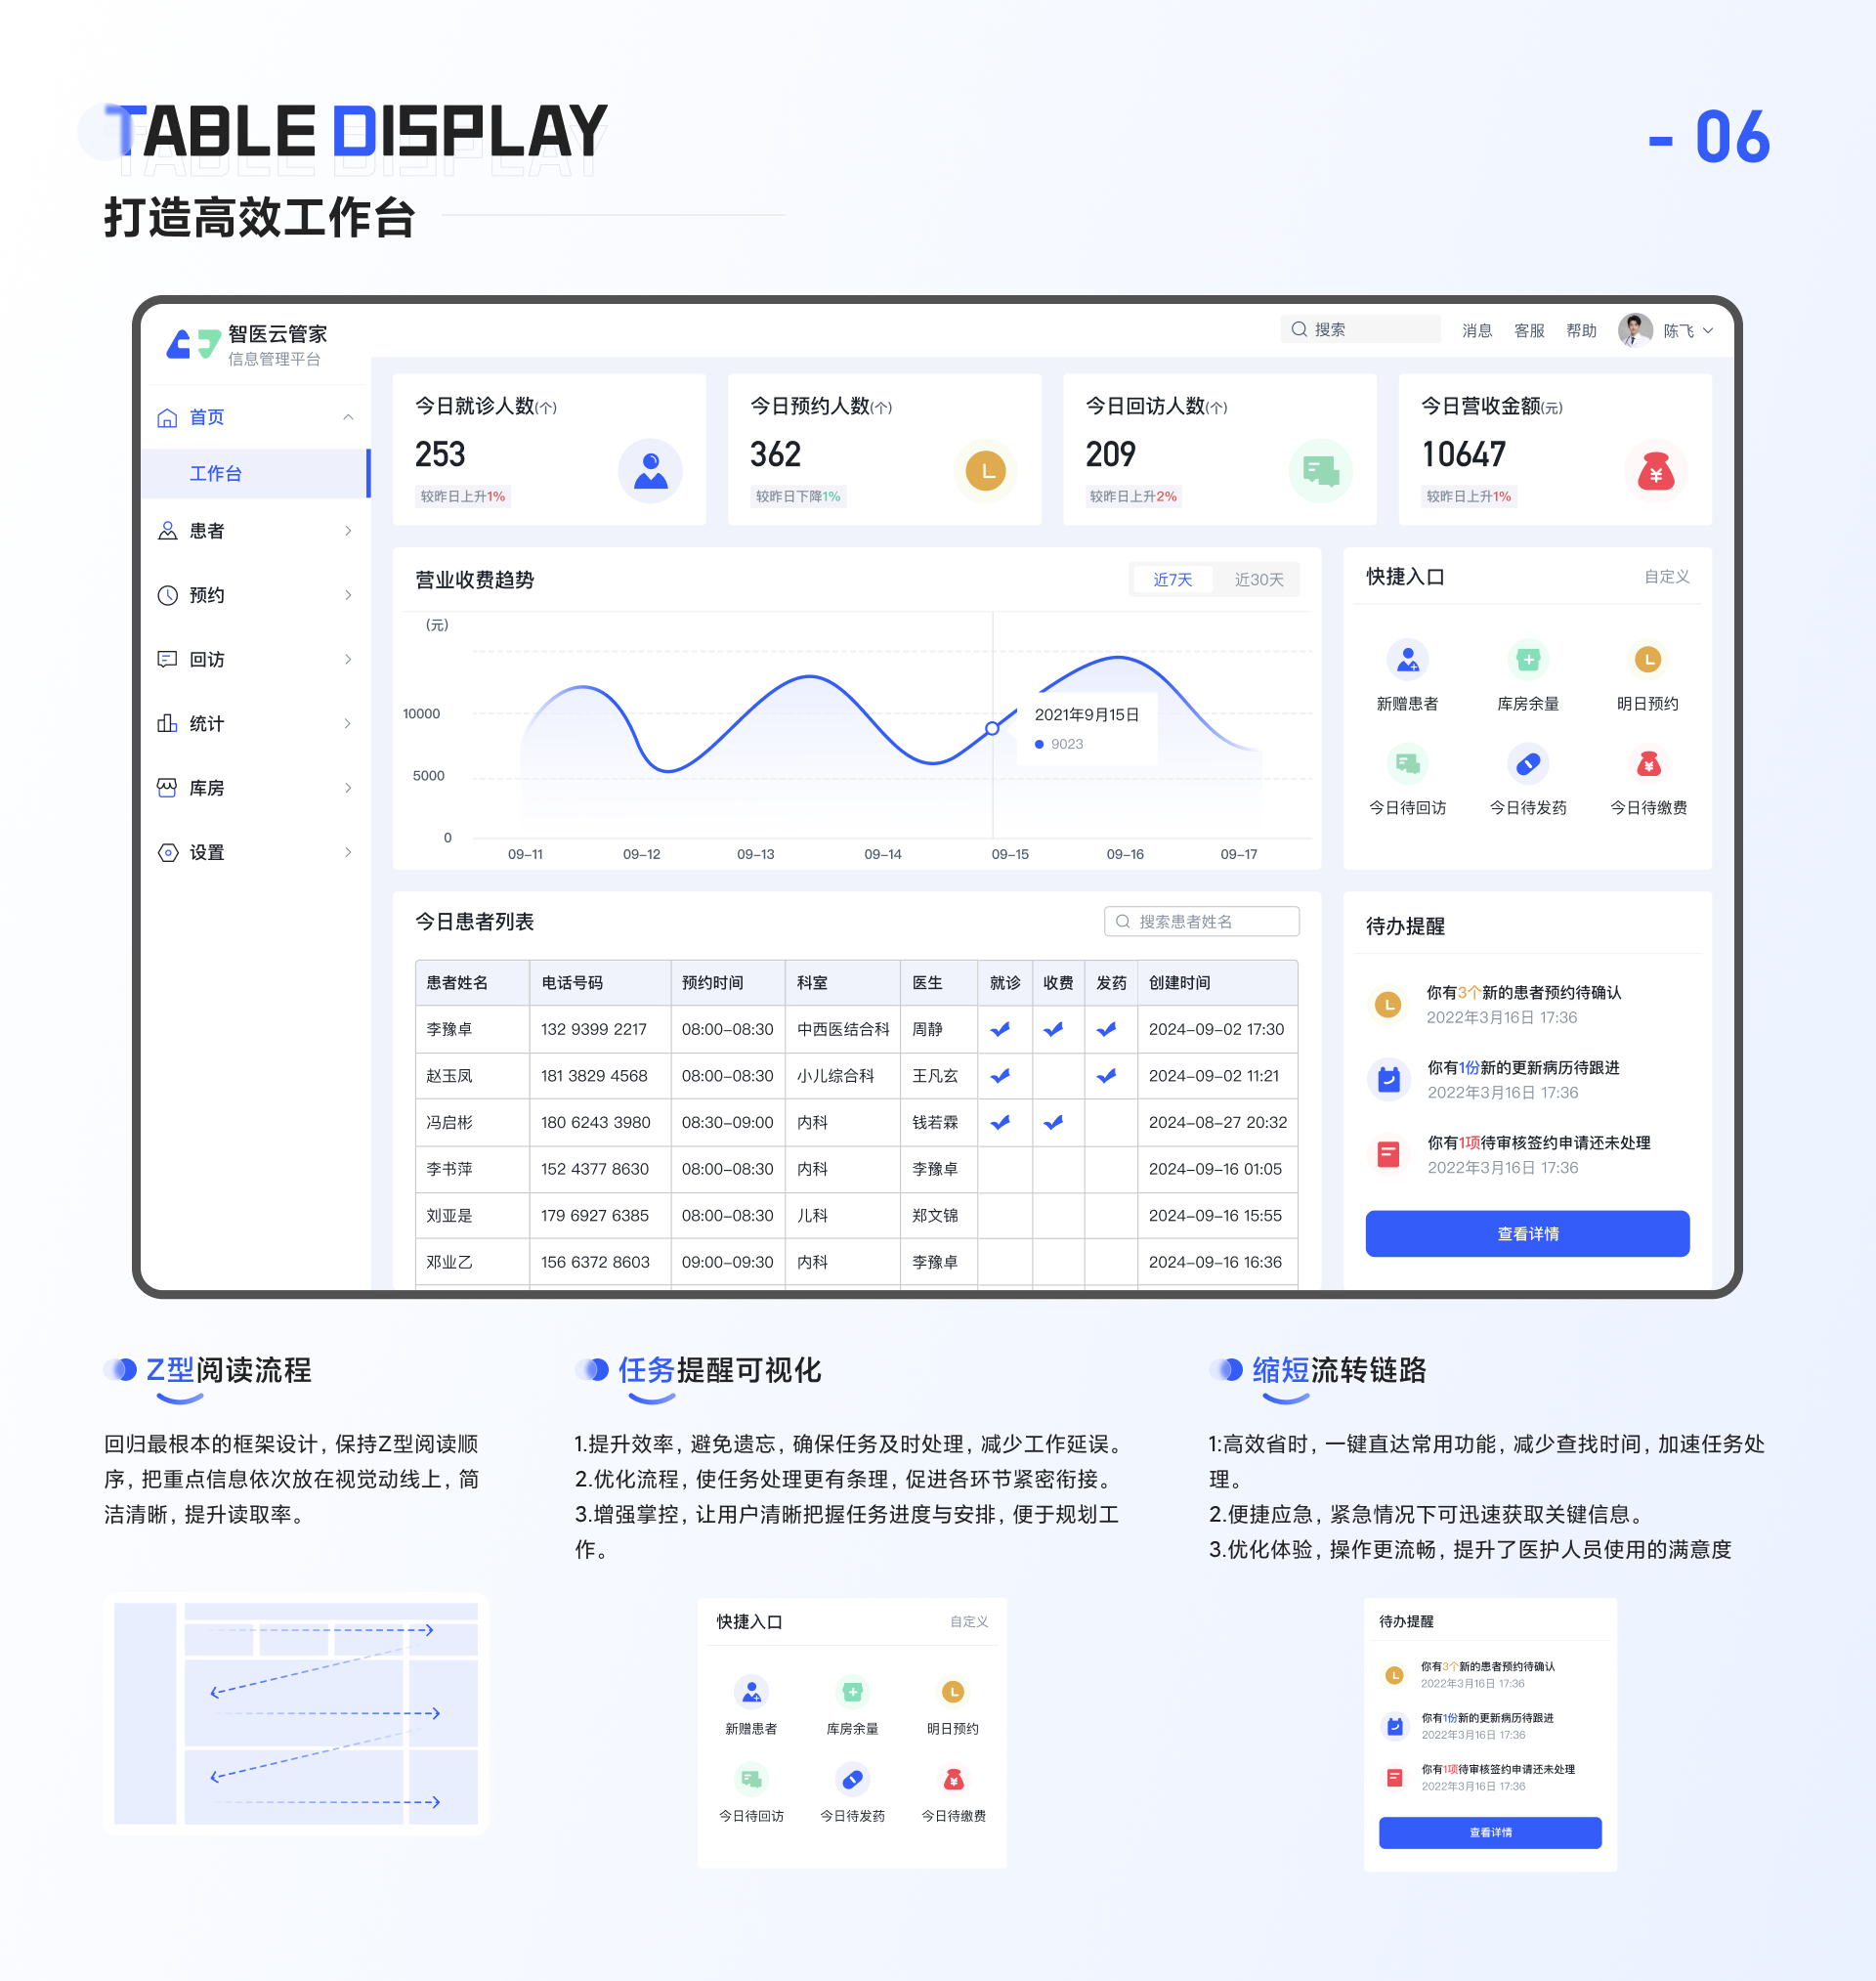 TABLE DISPLAY
- 06
打造高效工作台
智医云管家
信息管理平台
搜索
消息
客服
帮助
陈飞
首页
工作台
患者
预约
回访
统计
库房
设置
今日就诊人数(个)
253
较昨日上升1%
今日预约人数(个)
362
较昨日下降1%
今日回访人数(个)
209
较昨日上升2%
今日营收金额(元)
10647
较昨日上升1%
营业收费趋势
近7天
近30天
(元)
10000
5000
0
2021年9月15日
9023
09-11
09-12
09-13
09-14
09-15
09-16
09-17
快捷入口
自定义
新赠患者
库房余量
明日预约
今日待回访
今日待发药
今日待缴费
今日患者列表
搜索患者姓名
患者姓名 电话号码 预约时间 科室 医生 就诊 收费 发药 创建时间
李豫卓 132 9399 2217 08:00-08:30 中西医结合科 周静 2024-09-02 17:30
赵玉凤 181 3829 4568 08:00-08:30 小儿综合科 王凡玄 2024-09-02 11:21
冯启彬 180 6243 3980 08:30-09:00 内科 钱若霖 2024-08-27 20:32
李书萍 152 4377 8630 08:00-08:30 内科 李豫卓 2024-09-16 01:05
刘亚是 179 6927 6385 08:00-08:30 儿科 郑文锦 2024-09-16 15:55
邓业乙 156 6372 8603 09:00-09:30 内科 李豫卓 2024-09-16 16:36
待办提醒
你有3个新的患者预约待确认
2022年3月16日 17:36
你有1份新的更新病历待跟进
2022年3月16日 17:36
你有1项待审核签约申请还未处理
2022年3月16日 17:36
查看详情
Z型阅读流程
回归最根本的框架设计, 保持Z型阅读顺
序, 把重点信息依次放在视觉动线上, 简
洁清晰, 提升读取率。
任务提醒可视化
1.提升效率, 避免遗忘, 确保任务及时处理, 减少工作延误。
2.优化流程, 使任务处理更有条理, 促进各环节紧密衔接。
3.增强掌控, 让用户清晰把握任务进度与安排, 便于规划工
作。
缩短流转链路
1:高效省时, 一键直达常用功能, 减少查找时间, 加速任务处
理。
2.便捷应急, 紧急情况下可迅速获取关键信息。
3.优化体验, 操作更流畅, 提升了医护人员使用的满意度
快捷入口
自定义
新赠患者
库房余量
明日预约
今日待回访
今日待发药
今日待缴费
待办提醒
你有3个新的患者预约待确认
2022年3月16日 17:36
你有1份新的更新病历待跟进
2022年3月16日 17:36
你有1项待审核签约申请还未处理
2022年3月16日 17:36
查看详情